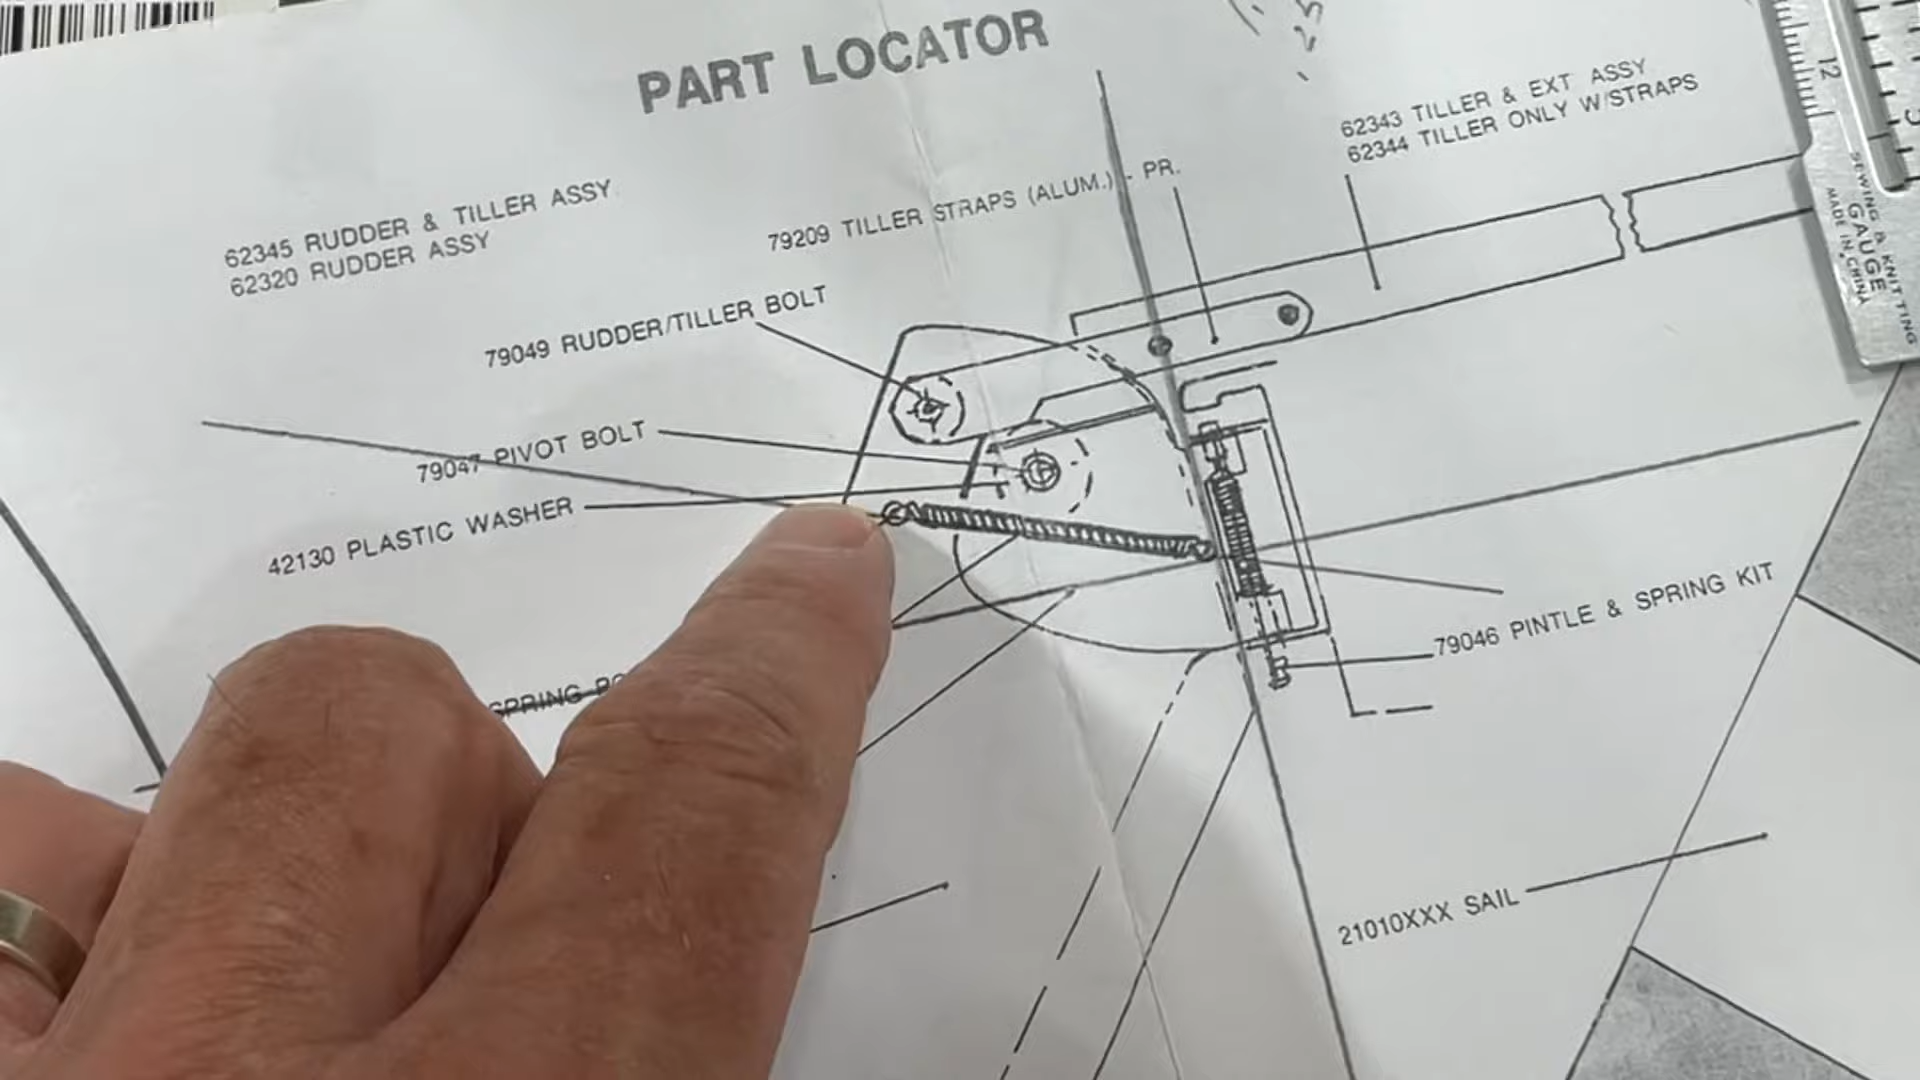 PART LOCATOR
62343 TILLER & EXT ASSY
62344 TILLER ONLY W/STRAPS
79209 TILLER STRAPS (ALUM.) - PR.
62345 RUDDER & TILLER ASSY
62320 RUDDER ASSY
79049 RUDDER/TILLER BOLT
79047 PIVOT BOLT
42130 PLASTIC WASHER
SPRING
79046 PINTLE & SPRING KIT
21010XXX SAIL
12
SEWING & KNITTING
GAUGE
MADE IN CHINA